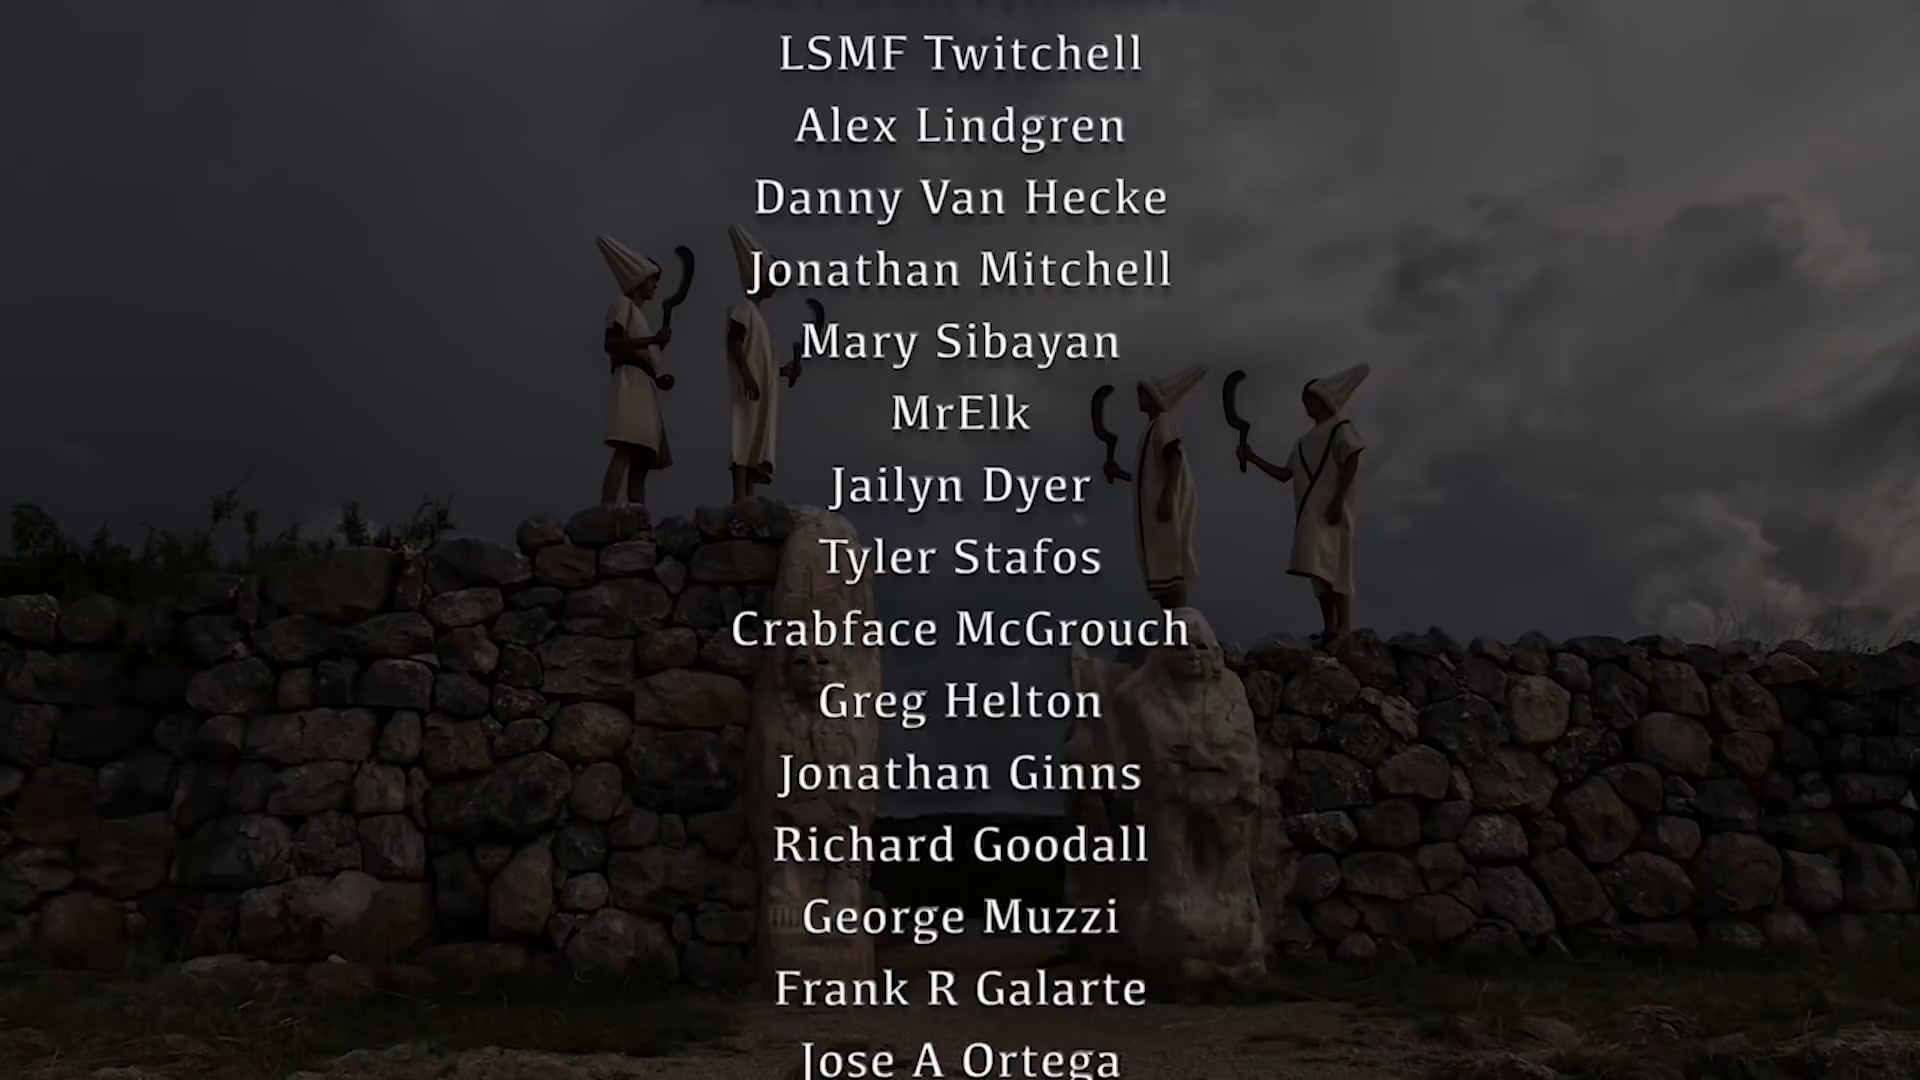 LSMF Twitchell
Alex Lindgren
Danny Van Hecke
Jonathan Mitchell
Mary Sibayan
MrElk
Jailyn Dyer
Tyler Stafos
Crabface McGrouch
Greg Helton
Jonathan Ginns
Richard Goodall
George Muzzi
Frank R Galarte
Jose A Ortega